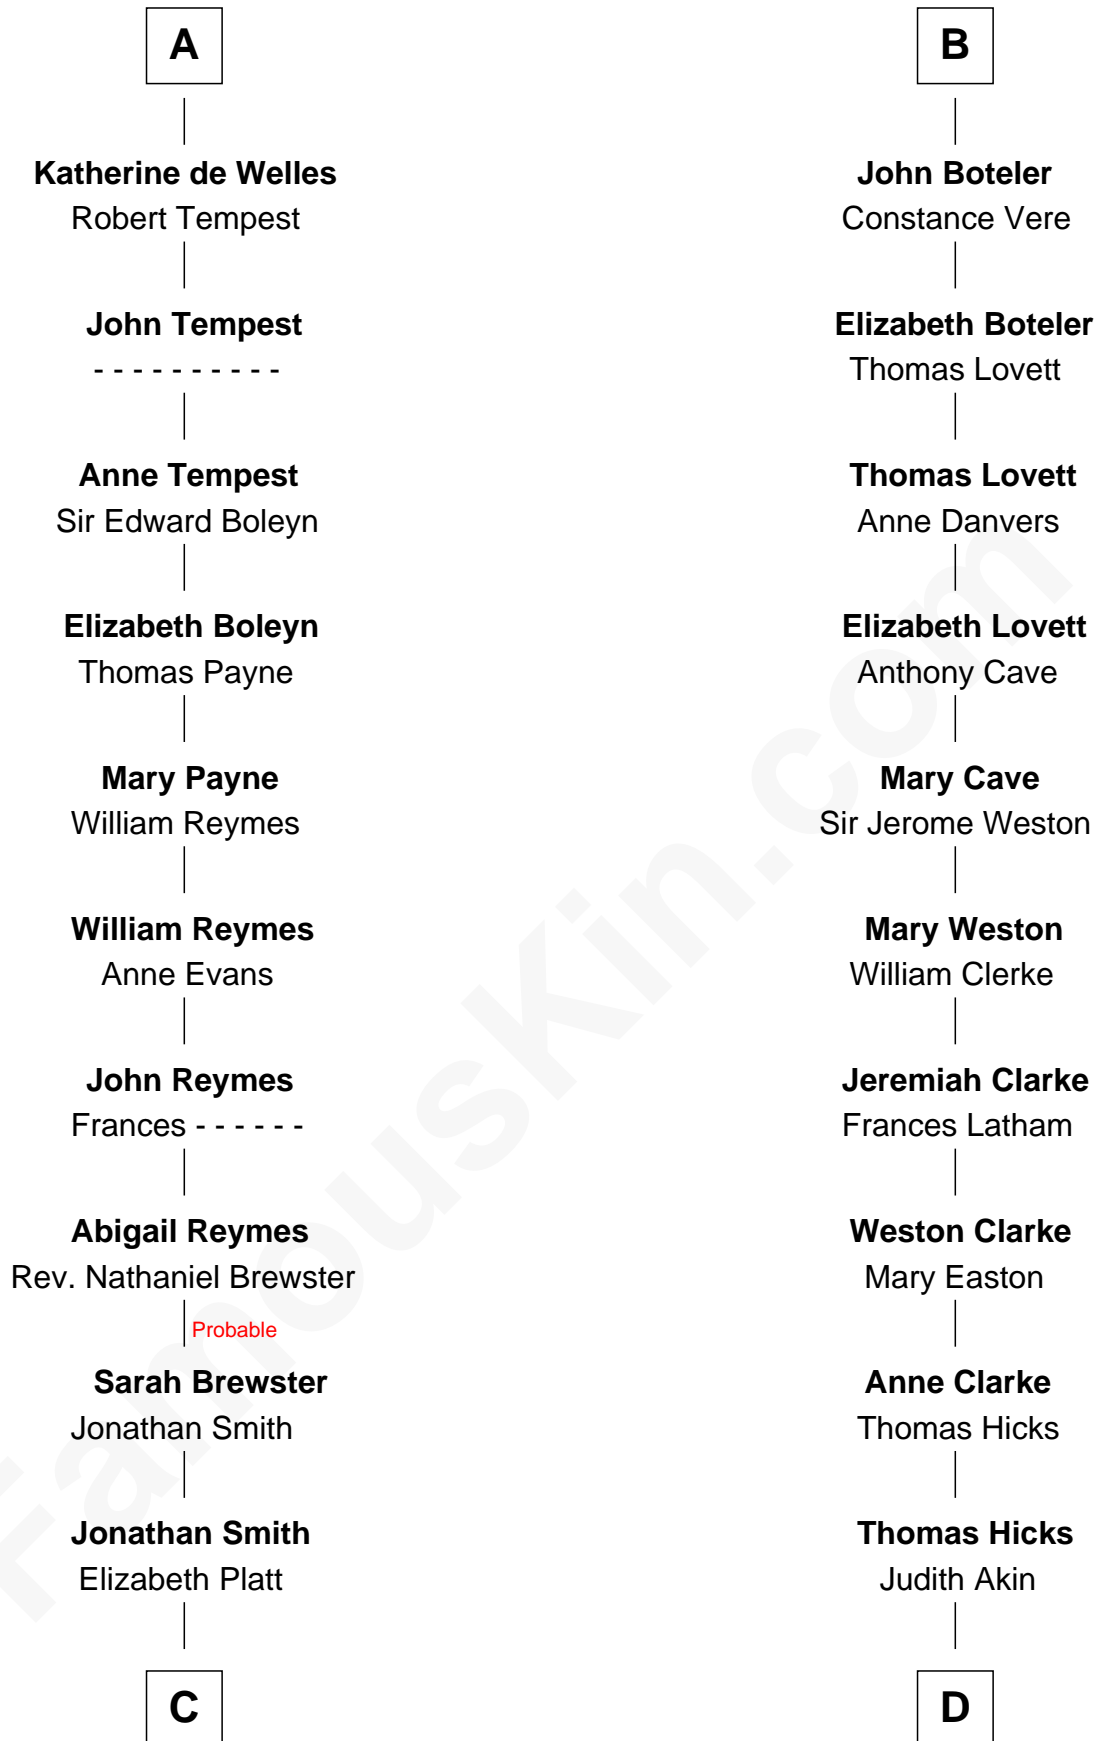 A
Katherine de Welles
Robert Tempest
John Tempest
- - - - - - - - - -
Anne Tempest
Sir Edward Boleyn
Elizabeth Boleyn
Thomas Payne
Mary Payne
William Reymes
William Reymes
Anne Evans
John Reymes
Frances - - - - - -
Abigail Reymes
Rev. Nathaniel Brewster
Probable
Sarah Brewster
Jonathan Smith
Jonathan Smith
Elizabeth Platt
C
B
John Boteler
Constance Vere
Elizabeth Boteler
Thomas Lovett
Thomas Lovett
Anne Danvers
Elizabeth Lovett
Anthony Cave
Mary Cave
Sir Jerome Weston
Mary Weston
William Clerke
Jeremiah Clarke
Frances Latham
Weston Clarke
Mary Easton
Anne Clarke
Thomas Hicks
Thomas Hicks
Judith Akin
D
FamousKin.com